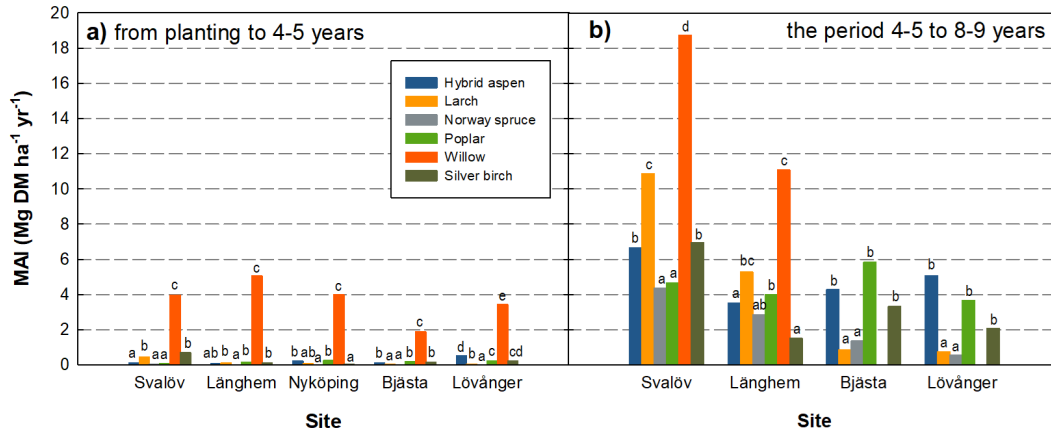 a) from planting to 4-5 years
b) the period 4-5 to 8-9 years
MAI (Mg DM ha-1 yr-1)
20
18
16
14
12
10
8
6
4
2
0
Hybrid aspen
Larch
Norway spruce
Poplar
Willow
Silver birch
a b a a c b
ab b a b c b
b ab a b c a
b a a b c b
d b a c e cd
b c a a d b
a bc ab b c a
b a a b b
b a a b b
Svalöv Länghem Nyköping Bjästa Lövånger
Svalöv Länghem Bjästa Lövånger
Site
Site